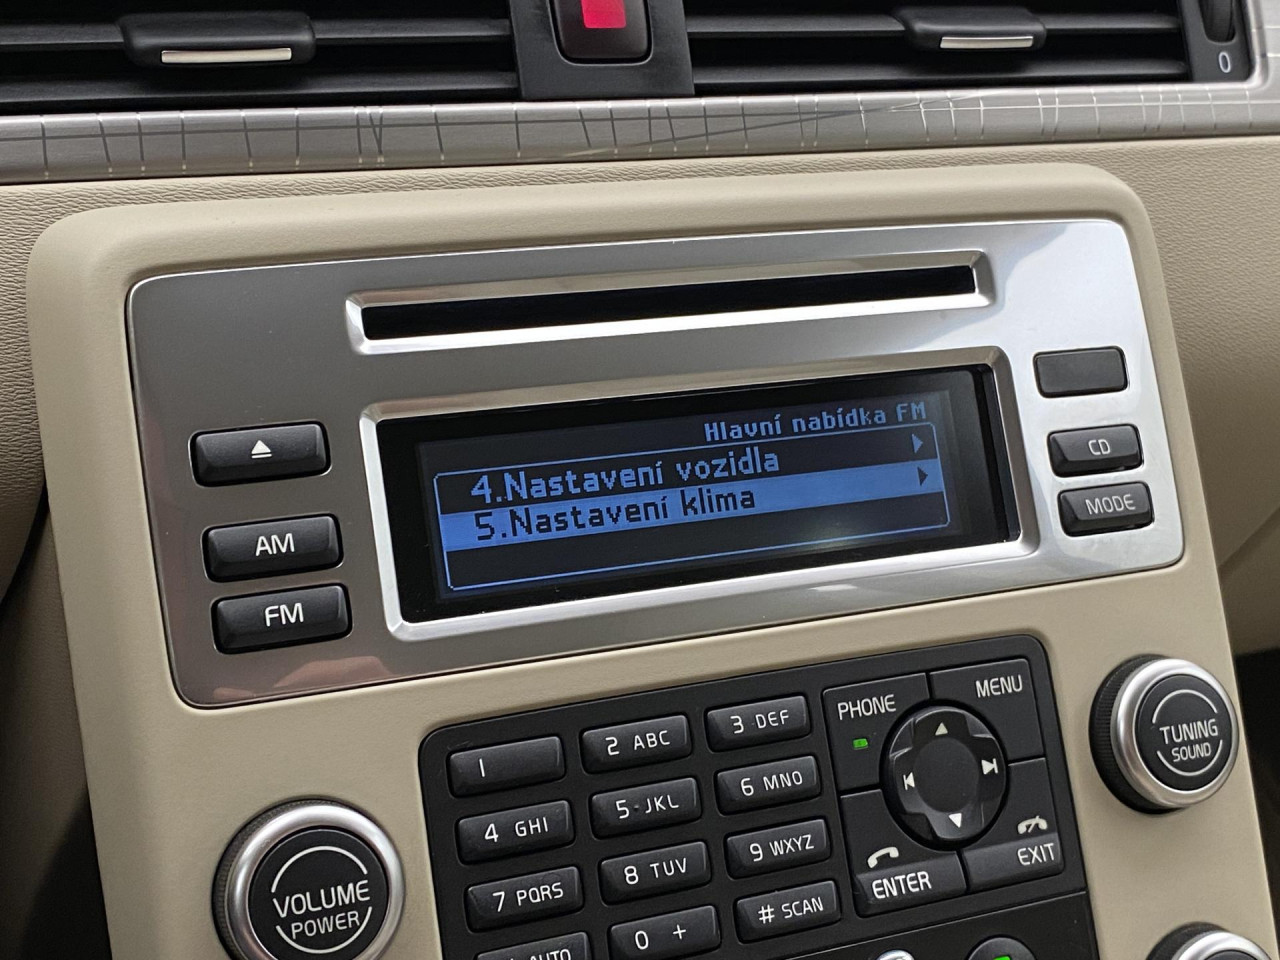 0
Hlavní nabídka FM
4.Nastavení vozidla
5.Nastavení klima
AM
FM
CD
MODE
VOLUME
POWER
1
2 ABC
3 DEF
4 GHI
5 JKL
6 MNO
7 PQRS
8 TUV
9 WXYZ
AUTO
0 +
# SCAN
PHONE
MENU
ENTER
EXIT
TUNING
SOUND